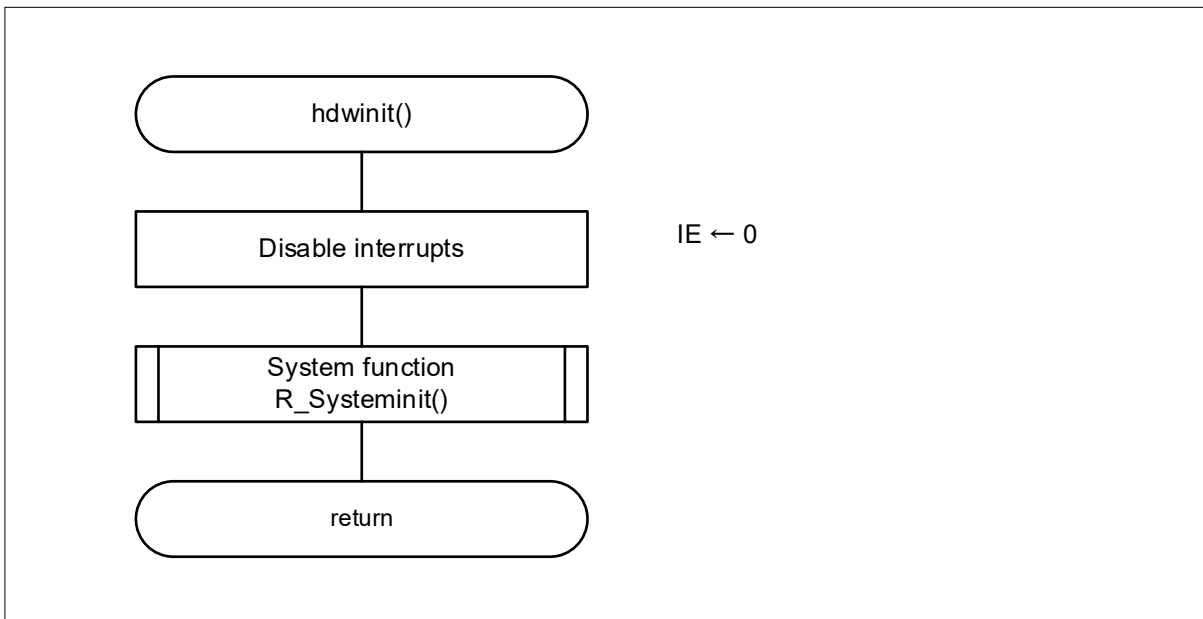 hdwinit()
Disable interrupts
IE ← 0
System function
R_Systeminit()
return